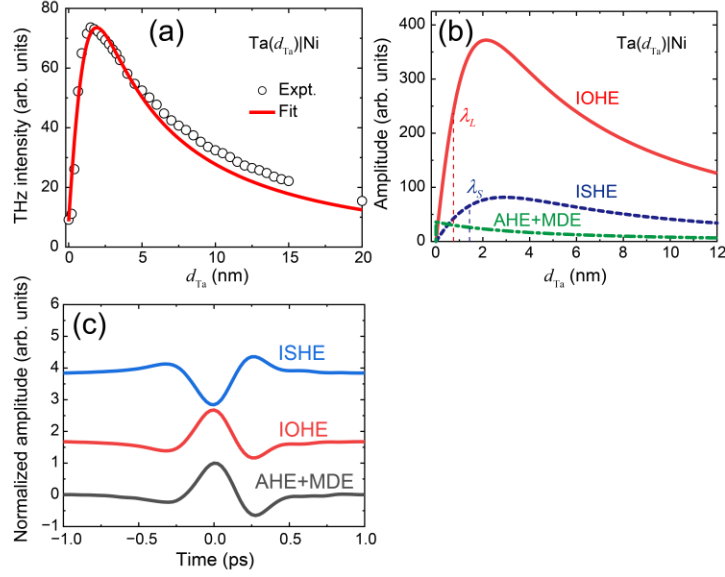 (a)
Ta(dTa)|Ni
Expt.
Fit
THz intensity (arb. units)
80
60
40
20
0
0
5
10
15
20
dTa (nm)
(b)
Ta(dTa)|Ni
IOHE
λL
λS
ISHE
AHE+MDE
Amplitude (arb. units)
400
300
200
100
0
0
2
4
6
8
10
12
dTa (nm)
(c)
ISHE
IOHE
AHE+MDE
Normalized amplitude (arb. units)
6
5
4
3
2
1
0
-1
-1.0
-0.5
0.0
0.5
1.0
Time (ps)